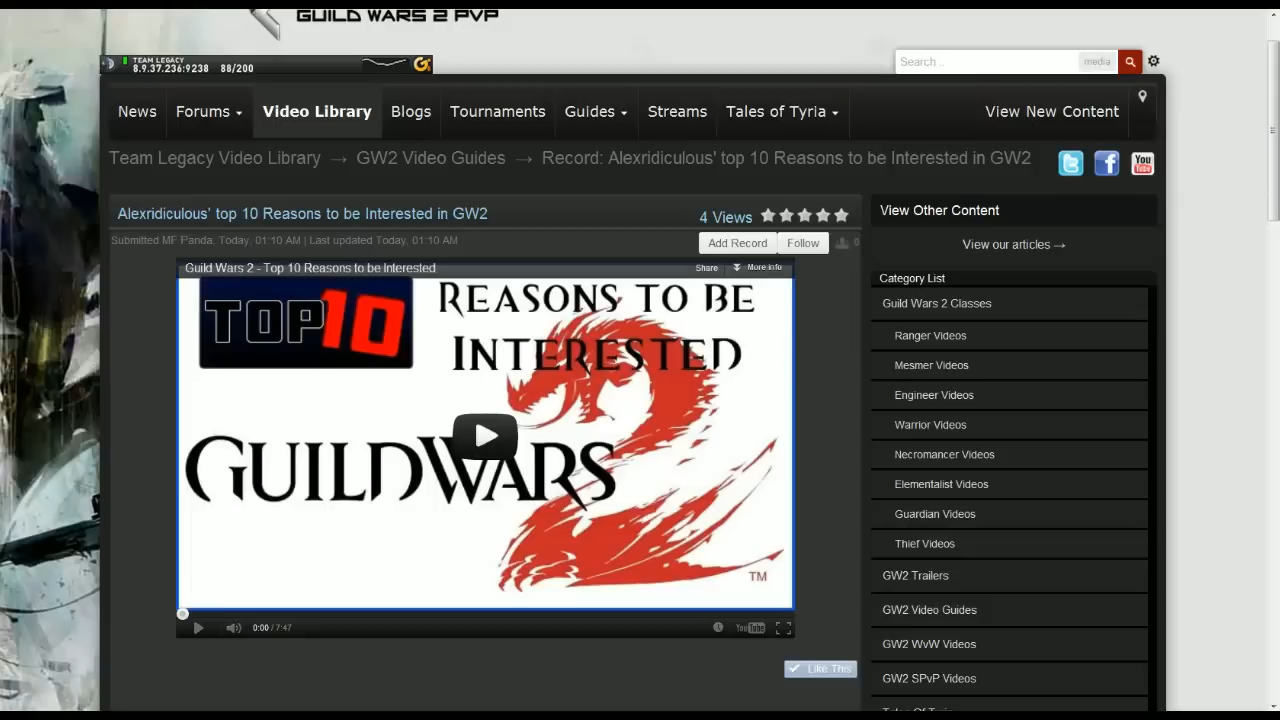 GUILD WARS 2 PVP
TEAM LEGACY
8.9.37.236:9238 88/200
Search ..
media
News
Forums
Video Library
Blogs
Tournaments
Guides
Streams
Tales of Tyria
View New Content
Team Legacy Video Library → GW2 Video Guides → Record: Alexridiculous' top 10 Reasons to be Interested in GW2
You
Tube
Alexridiculous' top 10 Reasons to be Interested in GW2
4 Views
Submitted MF Panda, Today, 01:10 AM | Last updated Today, 01:10 AM
Add Record
Follow
0
Guild Wars 2 - Top 10 Reasons to be Interested
Share
More info
TOP10
REASONS TO BE
INTERESTED
GUILDWARS
2
TM
0:00 / 7:47
YouTube
Like This
View Other Content
View our articles →
Category List
Guild Wars 2 Classes
Ranger Videos
Mesmer Videos
Engineer Videos
Warrior Videos
Necromancer Videos
Elementalist Videos
Guardian Videos
Thief Videos
GW2 Trailers
GW2 Video Guides
GW2 WvW Videos
GW2 SPvP Videos